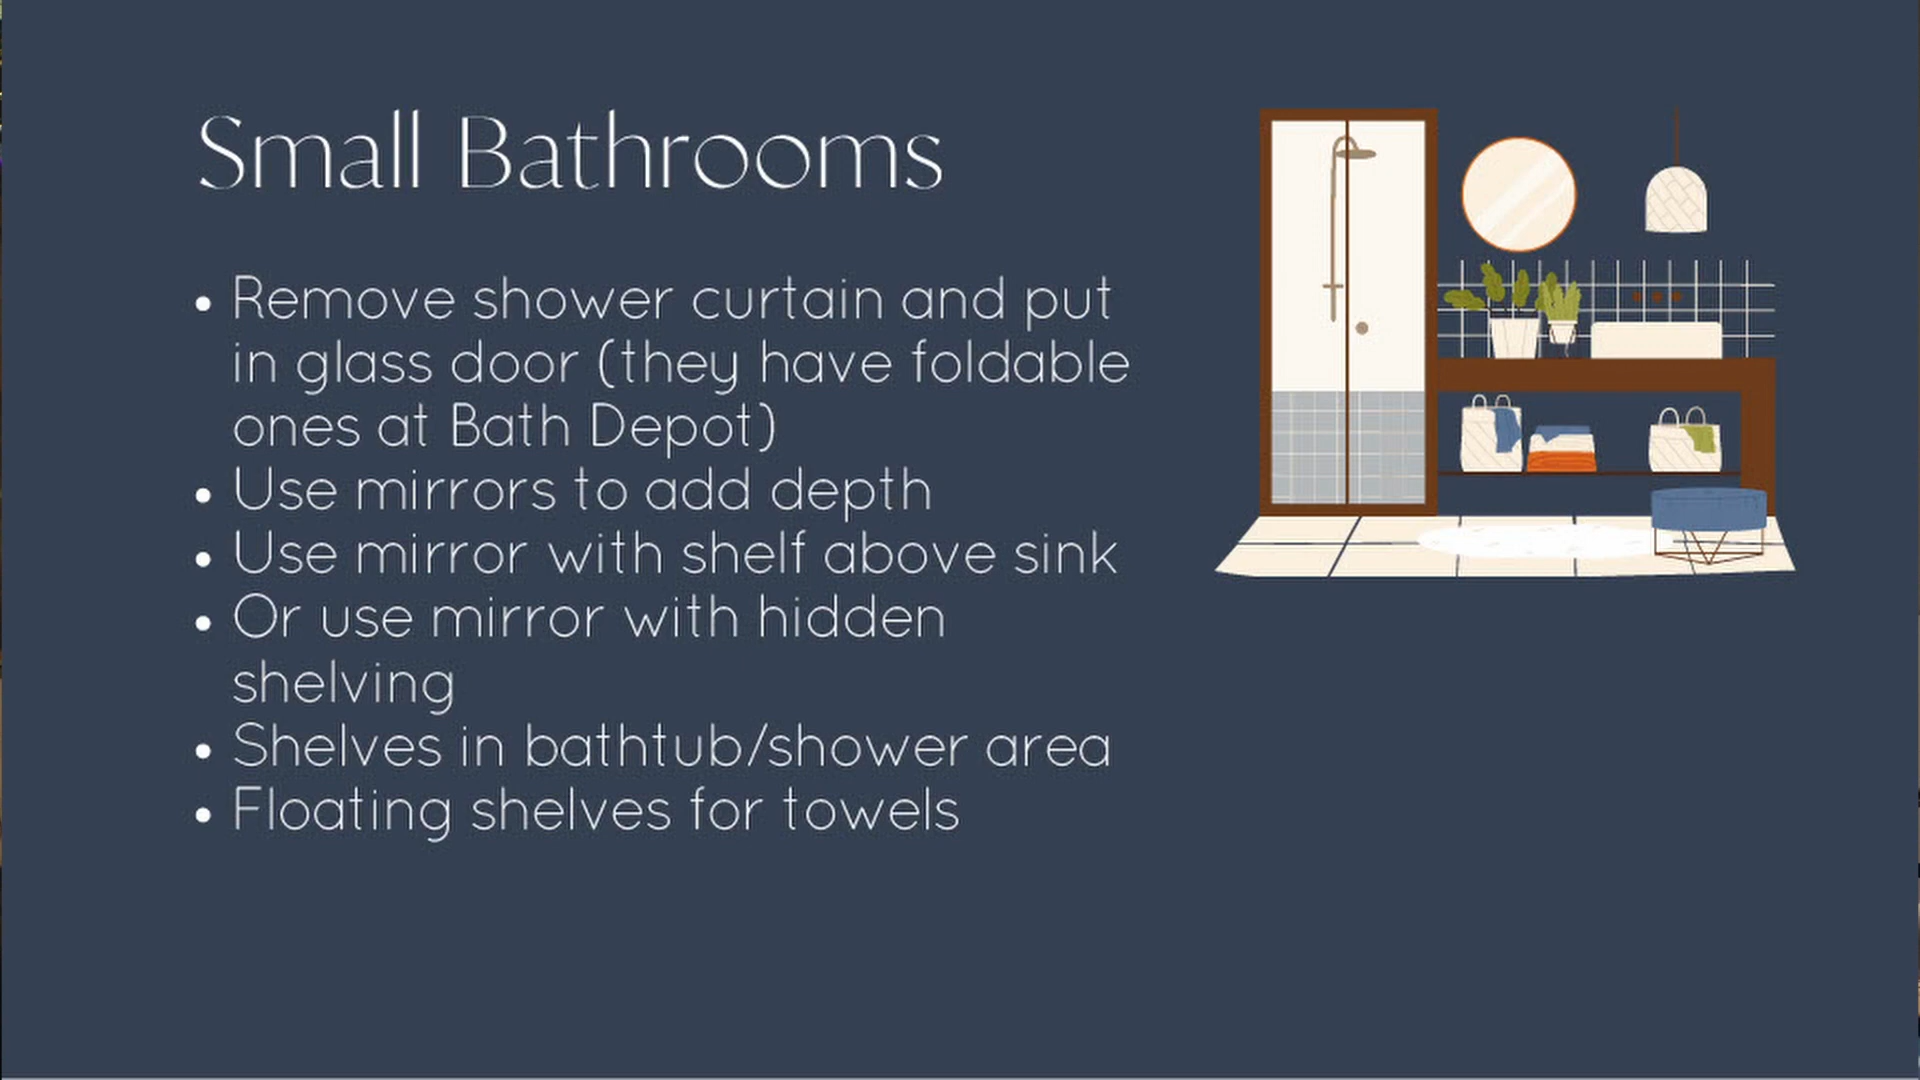 Small Bathrooms
• Remove shower curtain and put
in glass door (they have foldable
ones at Bath Depot)
• Use mirrors to add depth
• Use mirror with shelf above sink
• Or use mirror with hidden
shelving
• Shelves in bathtub/shower area
• Floating shelves for towels